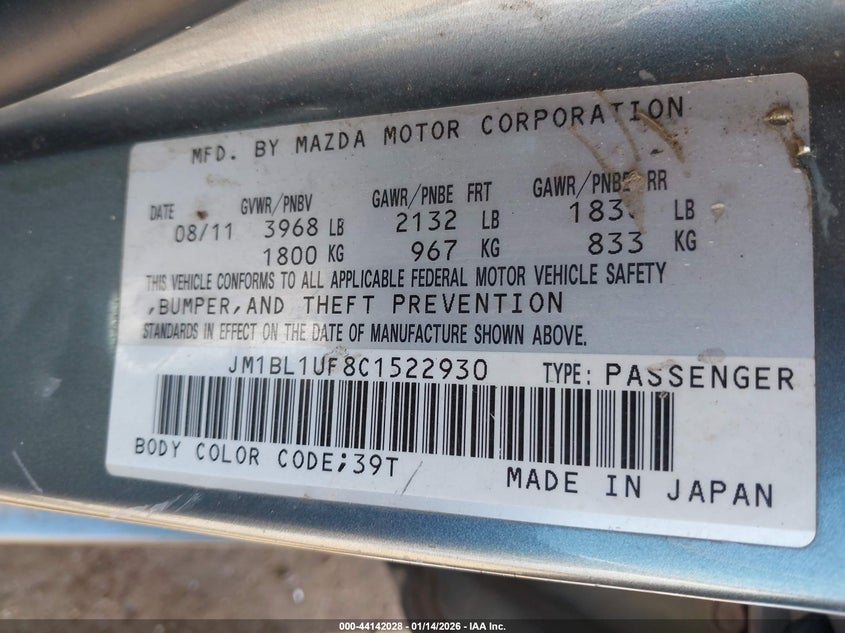 MFD. BY MAZDA MOTOR CORPORATION
DATE GVWR/PNBV GAWR/PNBE FRT GAWR/PNBE RR
08/11 3968 LB 2132 LB LB
1800 KG 967 KG 833 KG
THIS VEHICLE CONFORMS TO ALL APPLICABLE FEDERAL MOTOR VEHICLE SAFETY
,BUMPER,AND THEFT PREVENTION
STANDARDS IN EFFECT ON THE DATE OF MANUFACTURE SHOWN ABOVE.
JM1BL1UF8C1522930 TYPE: PASSENGER
BODY COLOR CODE;39T MADE IN JAPAN
000-44142028 - 01/14/2026 - IAA Inc.